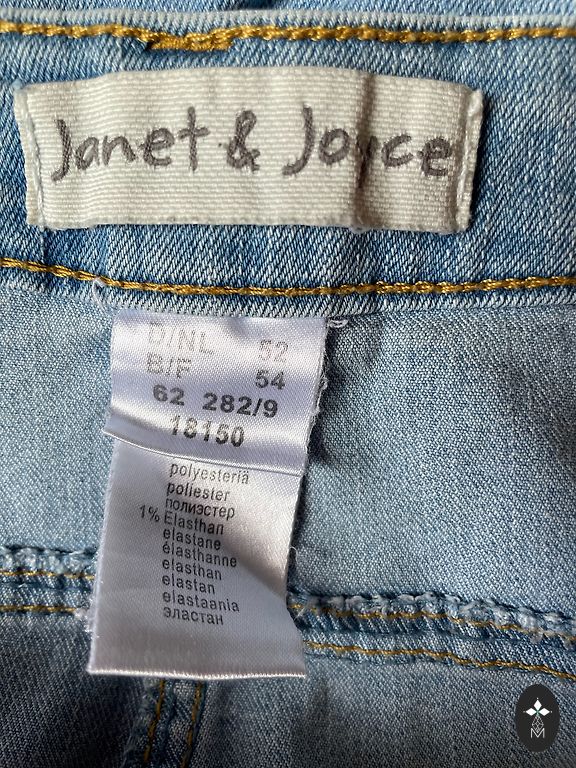 Janet & Joyce
D/NL 52
B/F 54
62 282/9
18150
polyesteriä
poliester
полиэстер
1% Elasthan
elastane
élasthanne
elasthan
elastan
elastaania
эластан
M